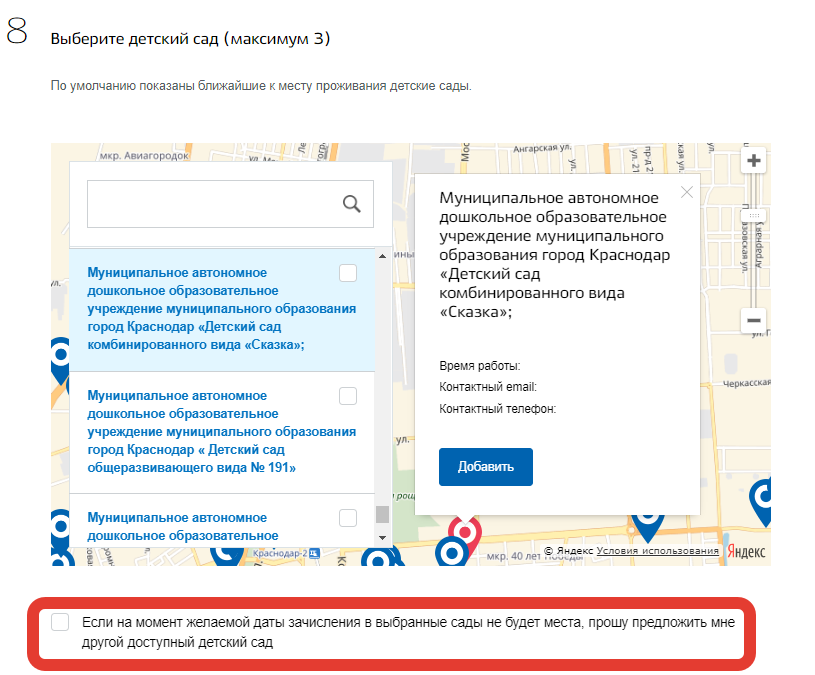 8
Выберите детский сад (максимум 3)
По умолчанию показаны ближайшие к месту проживания детские сады.
мкр. Авиагородок
Ангарская ул.
Муниципальное автономное
дошкольное образовательное
учреждение муниципального образования
город Краснодар «Детский сад
комбинированного вида «Сказка»;
Муниципальное автономное
дошкольное образовательное
учреждение муниципального образования
город Краснодар « Детский сад
общеразвивающего вида № 191»
Муниципальное автономное
дошкольное образовательное
Муниципальное автономное
дошкольное образовательное
учреждение муниципального
образования город Краснодар
«Детский сад
комбинированного вида
«Сказка»;
Время работы:
Контактный email:
Контактный телефон:
Добавить
Аграрная ул.
Черкасская
ул.
Краснодар-2
мкр. 40 лет Победы
© Яндекс Условия использования
Яндекс
Если на момент желаемой даты зачисления в выбранные сады не будет места, прошу предложить мне
другой доступный детский сад